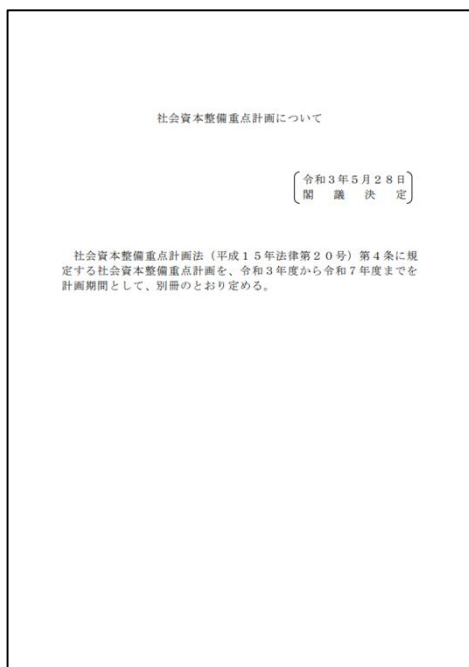 社会資本整備重点計画について
令和3年5月28日
閣議決定
社会資本整備重点計画法（平成15年法律第20号）第4条に規
定する社会資本整備重点計画を、令和3年度から令和7年度までを
計画期間として、別冊のとおり定める。